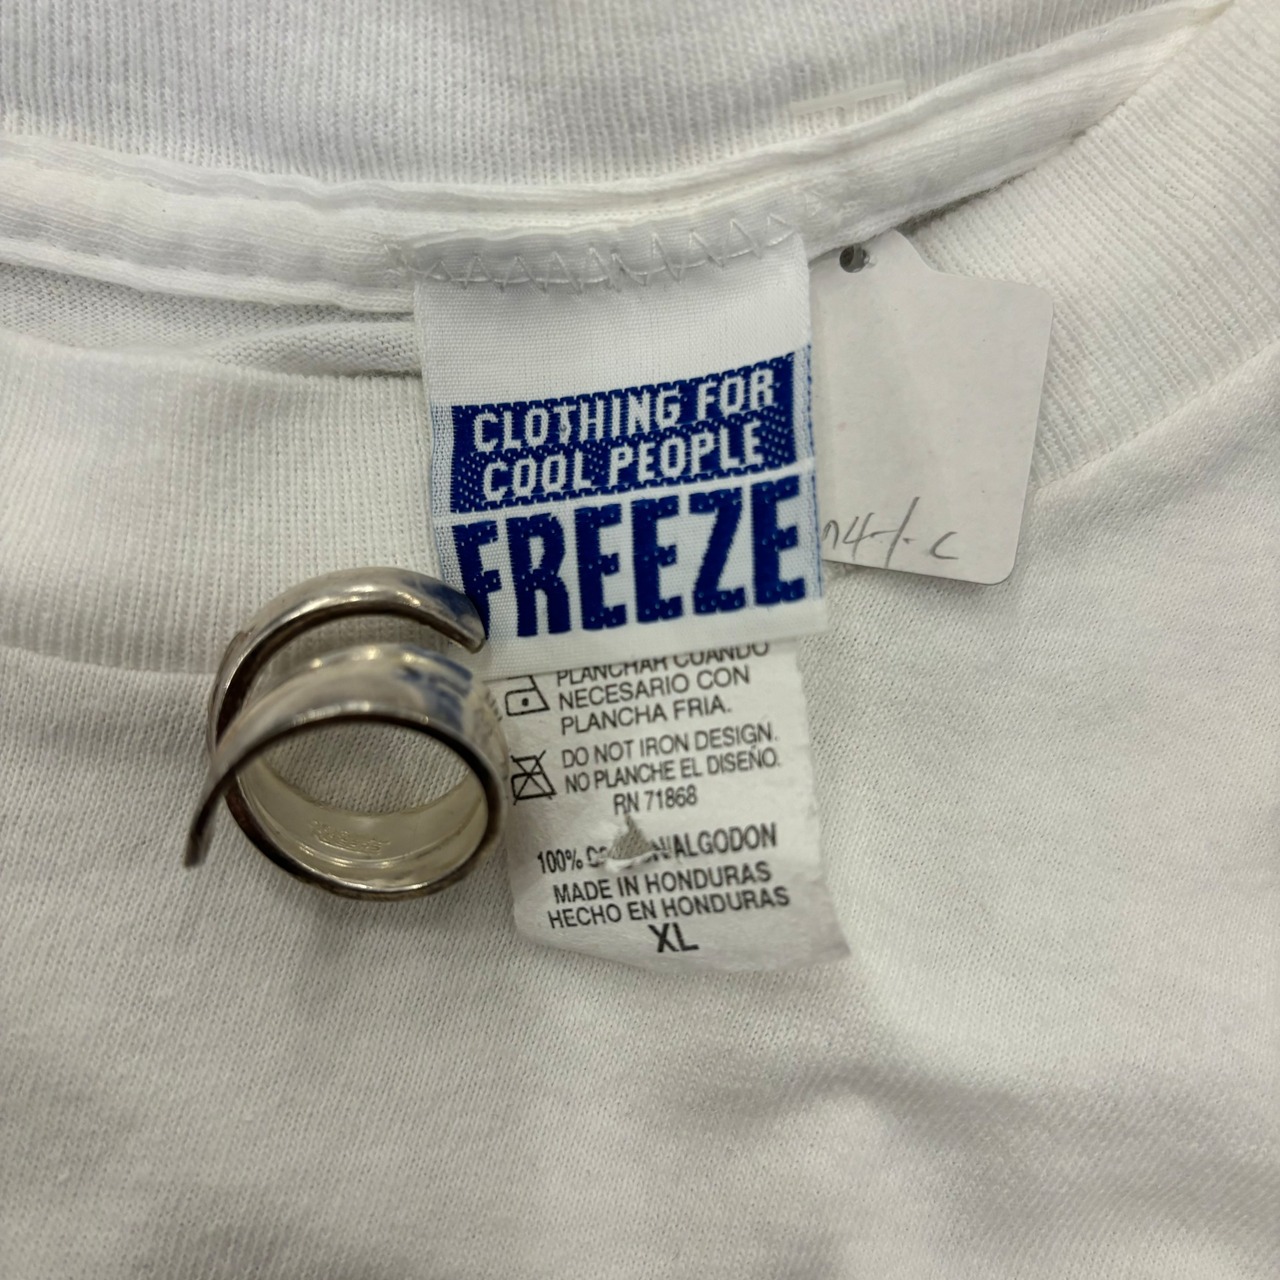 CLOTHING FOR
COOL PEOPLE
FREEZE
PLANCHAR CUANDO
NECESARIO CON
PLANCHA FRIA.
DO NOT IRON DESIGN.
NO PLANCHE EL DISEÑO.
RN 71868
100% ALGODON
MADE IN HONDURAS
HECHO EN HONDURAS
XL